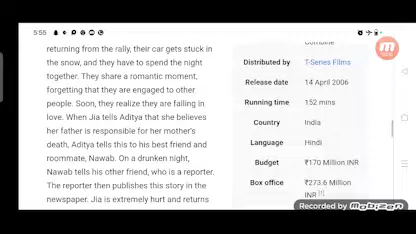 5:55
returning from the rally, their car gets stuck in
the snow, and they have to spend the night
together. They share a romantic moment,
forgetting that they are engaged to other
people. Soon, they realize they are falling in
love. When Jia tells Aditya that she believes
her father is responsible for her mother's
death, Aditya tells this to his best friend and
roommate, Nawab. On a drunken night,
Nawab tells his other friend, who is a reporter.
The reporter then publishes this story in the
newspaper. Jia is extremely hurt and returns
Combine
Distributed by T-Series Films
Release date 14 April 2006
Running time 152 mins
Country India
Language Hindi
Budget ₹170 Million INR
Box office ₹273.6 Million
INR
Recorded by Mobizen